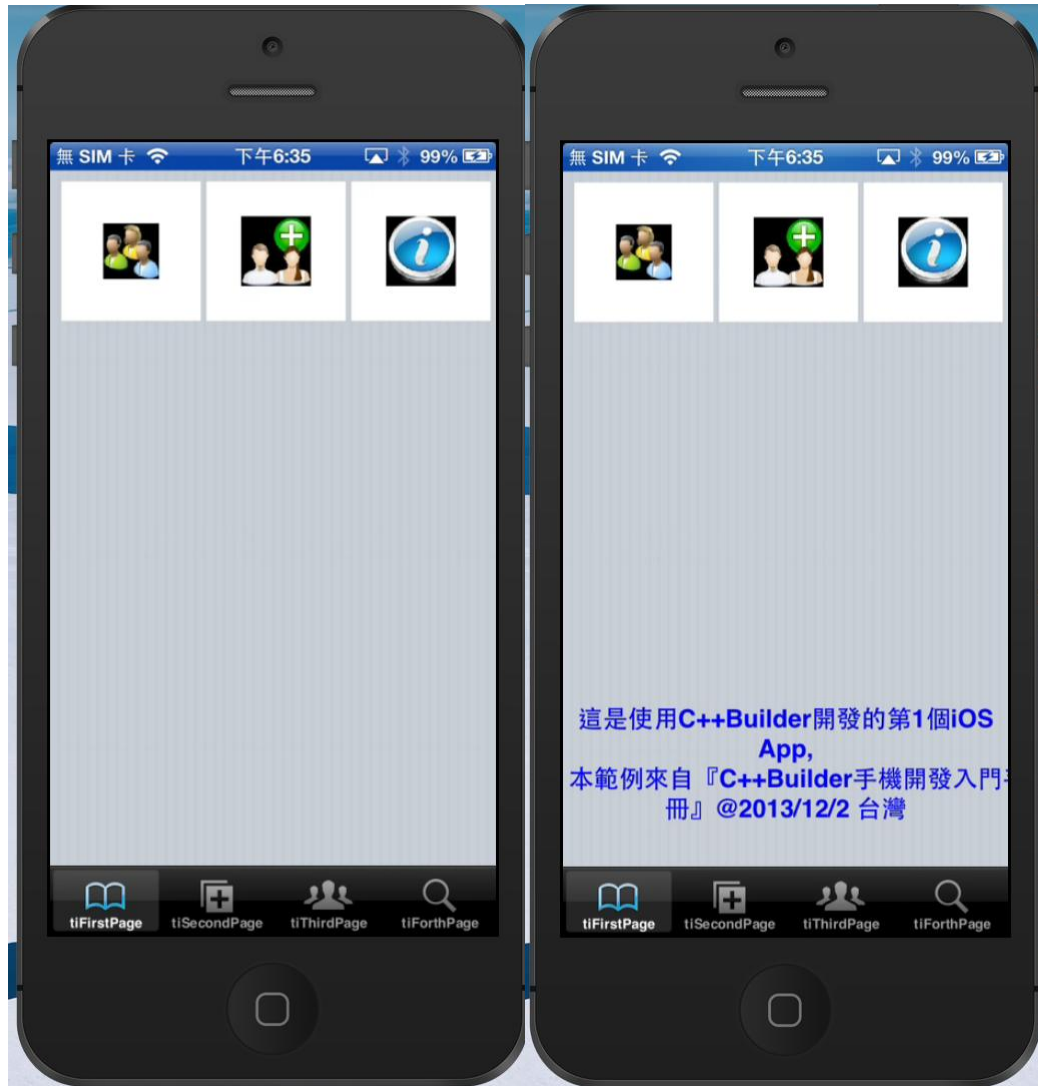 無 SIM 卡 下午6:35 99%
tiFirstPage tiSecondPage tiThirdPage tiForthPage
無 SIM 卡 下午6:35 99%
這是使用C++Builder開發的第1個iOS
App,
本範例來自『C++Builder手機開發入門手
冊』@2013/12/2 台灣
tiFirstPage tiSecondPage tiThirdPage tiForthPage